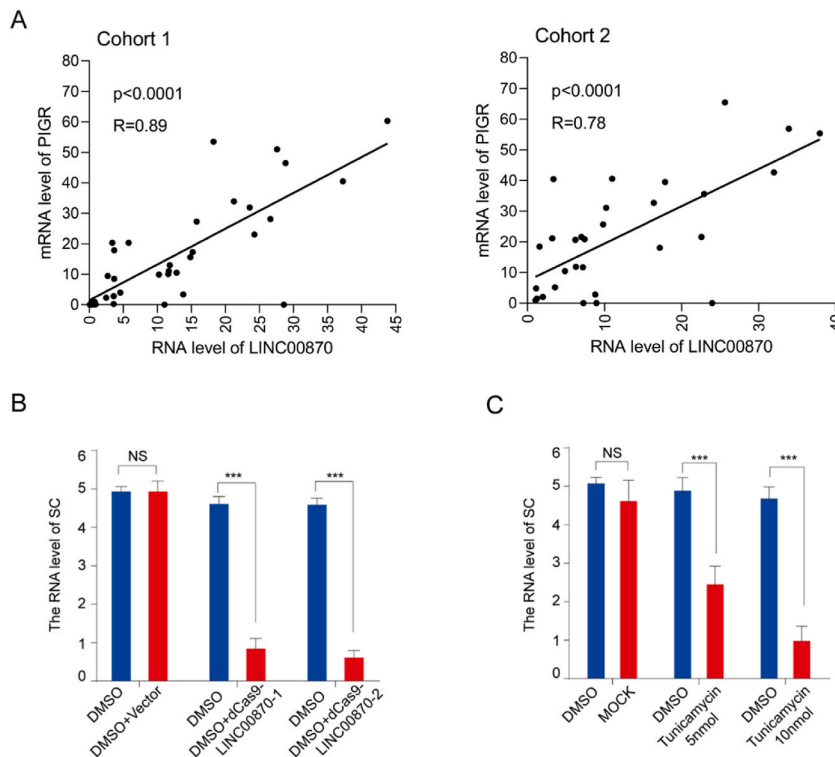 A
Cohort 1
p<0.0001
R=0.89
mRNA level of PIGR
80
70
60
50
40
30
20
10
0
0 5 10 15 20 25 30 35 40 45
RNA level of LINC00870
Cohort 2
p<0.0001
R=0.78
mRNA level of PIGR
80
70
60
50
40
30
20
10
0
0 10 20 30 40
RNA level of LINC00870
B
The RNA level of SC
6
5
4
3
2
1
0
NS
***
***
DMSO
DMSO+Vector
DMSO
DMSO+dCas9-
LINC00870-1
DMSO
DMSO+dCas9-
LINC00870-2
C
The RNA level of SC
6
5
4
3
2
1
0
NS
***
***
DMSO
MOCK
DMSO
Tunicamycin
5nmol
DMSO
Tunicamycin
10nmol